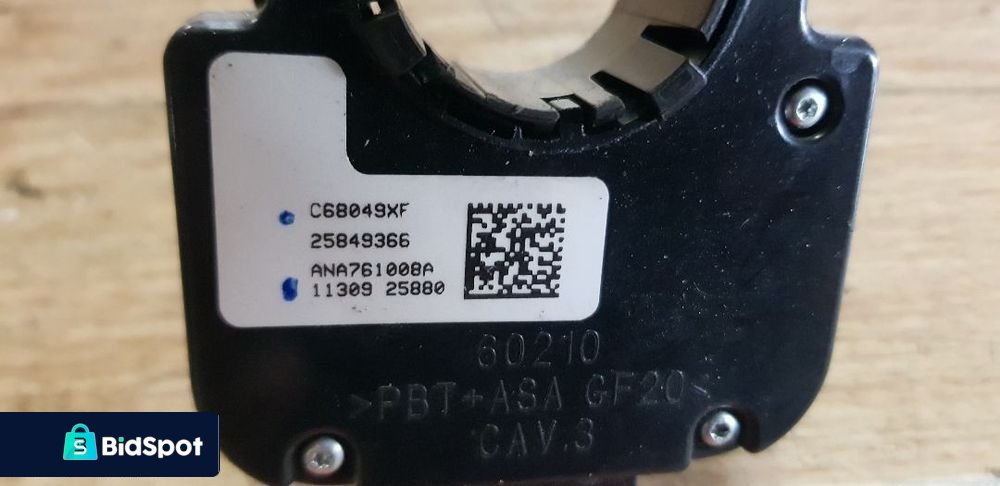 C68049XF
25849366
ANA761008A
11309 25880
60210
>PBT+ASA GF20<
CAV.3
S
BidSpot